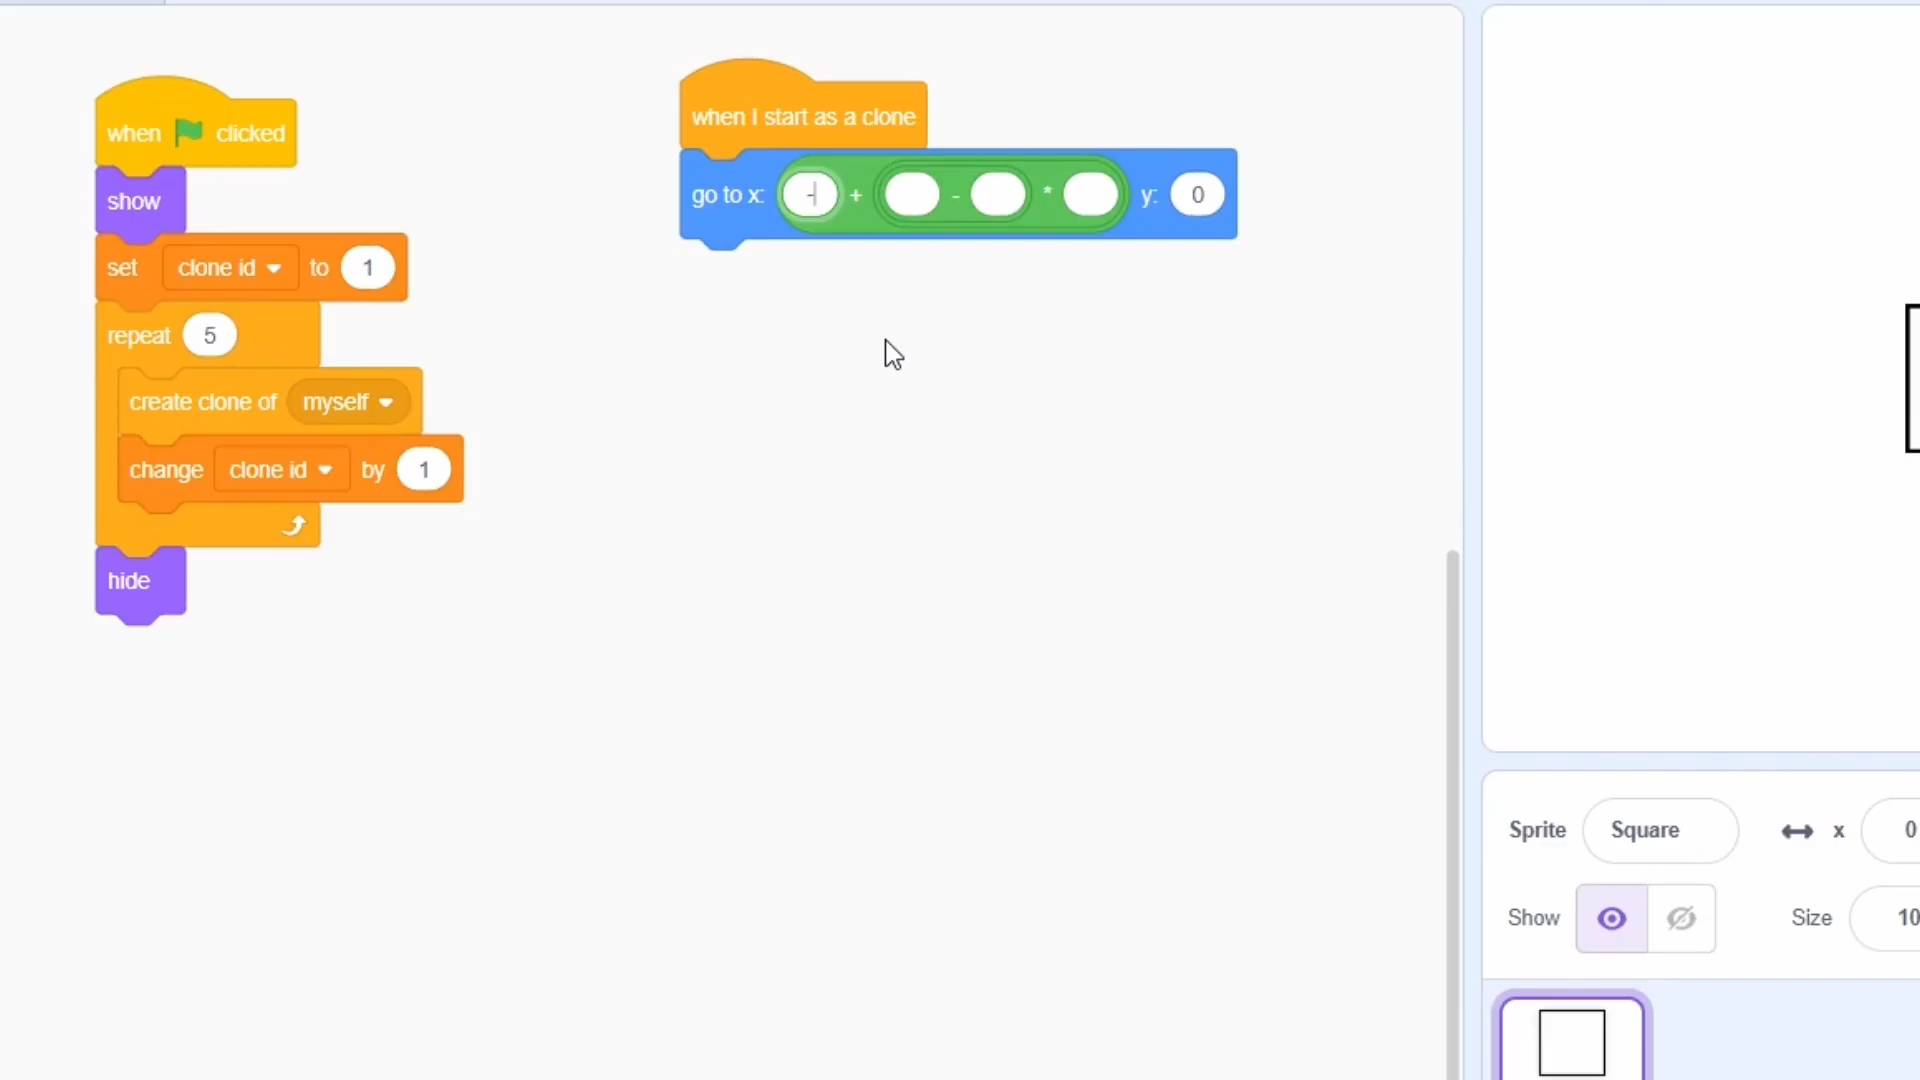 when clicked
show
set clone id to 1
repeat 5
create clone of myself
change clone id by 1
hide
when I start as a clone
go to x: - + - * y: 0
Sprite Square x 0
Show Size 10